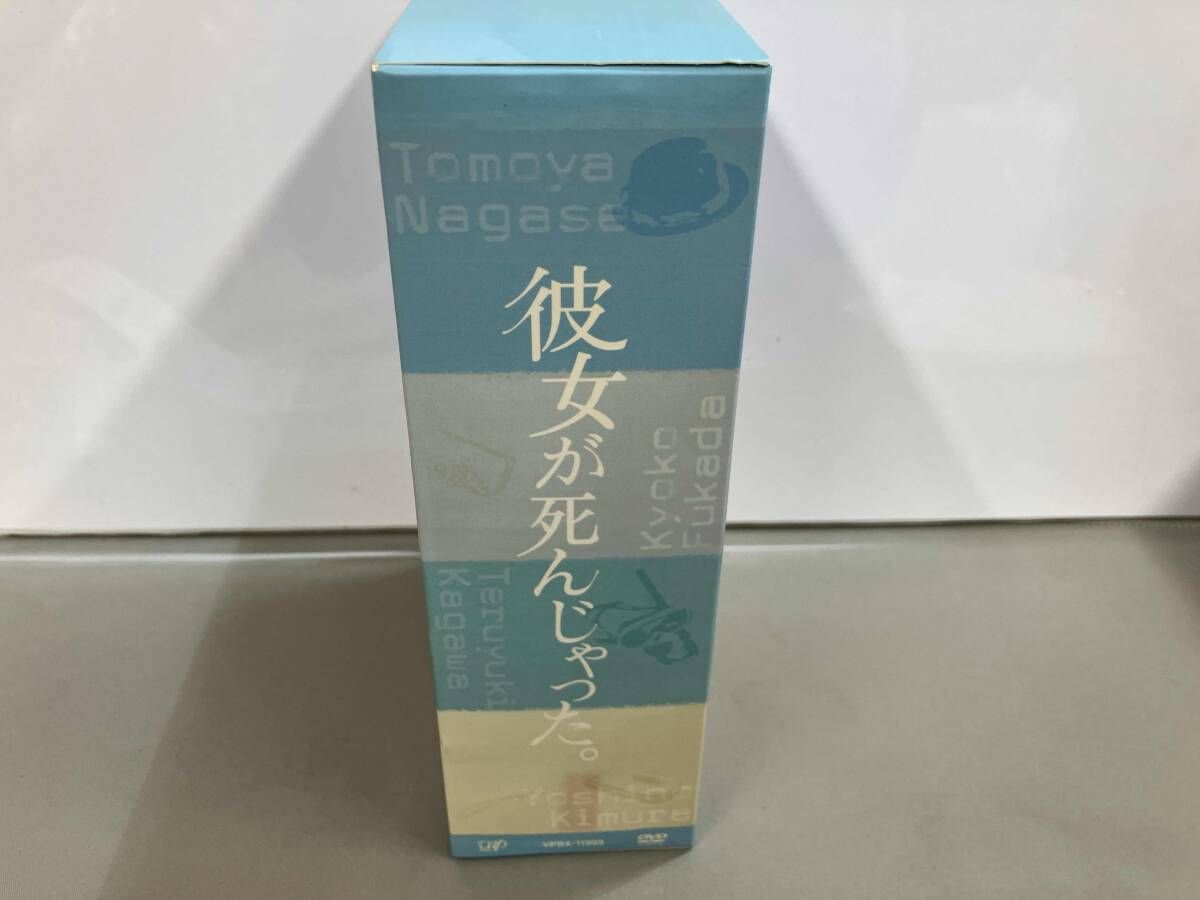 Tomoya
Nagase
彼女が死んじゃった。
Kyoko
Fukada
Teruyuki
Kagawa
Yoshino
Kimura
vap
VPBX-11993
DVD